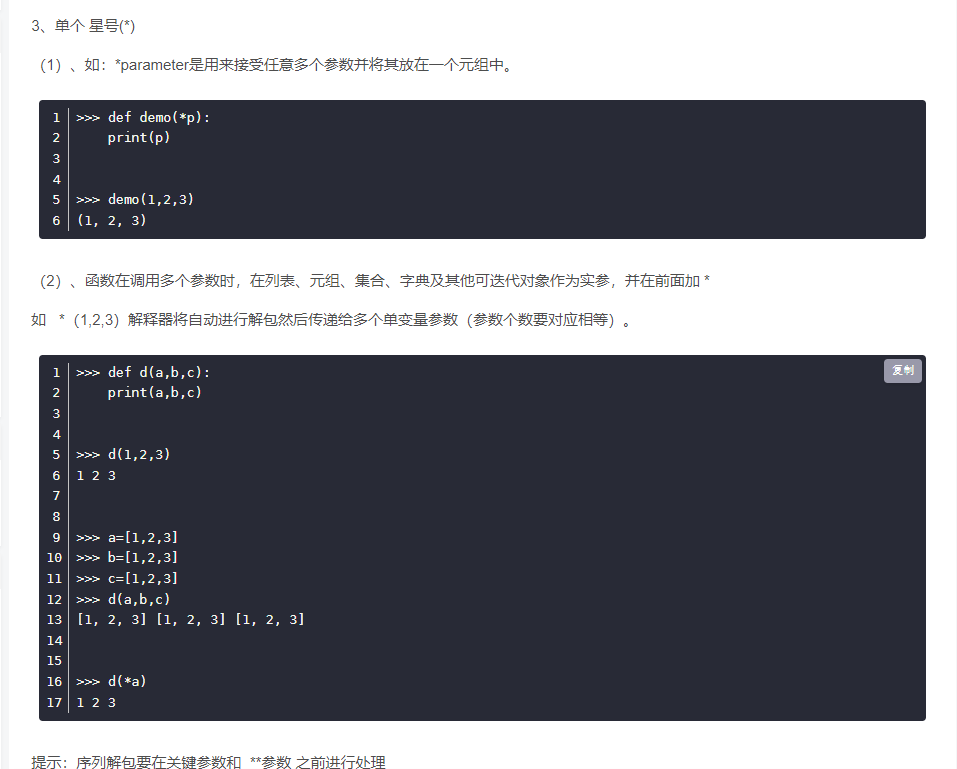 3、单个 星号(*)
（1）、如：*parameter是用来接受任意多个参数并将其放在一个元组中。
1 >>> def demo(*p):
2     print(p)
3
4
5 >>> demo(1,2,3)
6 (1, 2, 3)
（2）、函数在调用多个参数时，在列表、元组、集合、字典及其他可迭代对象作为实参，并在前面加 *
如   *（1,2,3）解释器将自动进行解包然后传递给多个单变量参数（参数个数要对应相等）。
复制
1 >>> def d(a,b,c):
2     print(a,b,c)
3
4
5 >>> d(1,2,3)
6 1 2 3
7
8
9 >>> a=[1,2,3]
10 >>> b=[1,2,3]
11 >>> c=[1,2,3]
12 >>> d(a,b,c)
13 [1, 2, 3] [1, 2, 3] [1, 2, 3]
14
15
16 >>> d(*a)
17 1 2 3
提示：序列解包要在关键参数和  **参数 之前进行处理